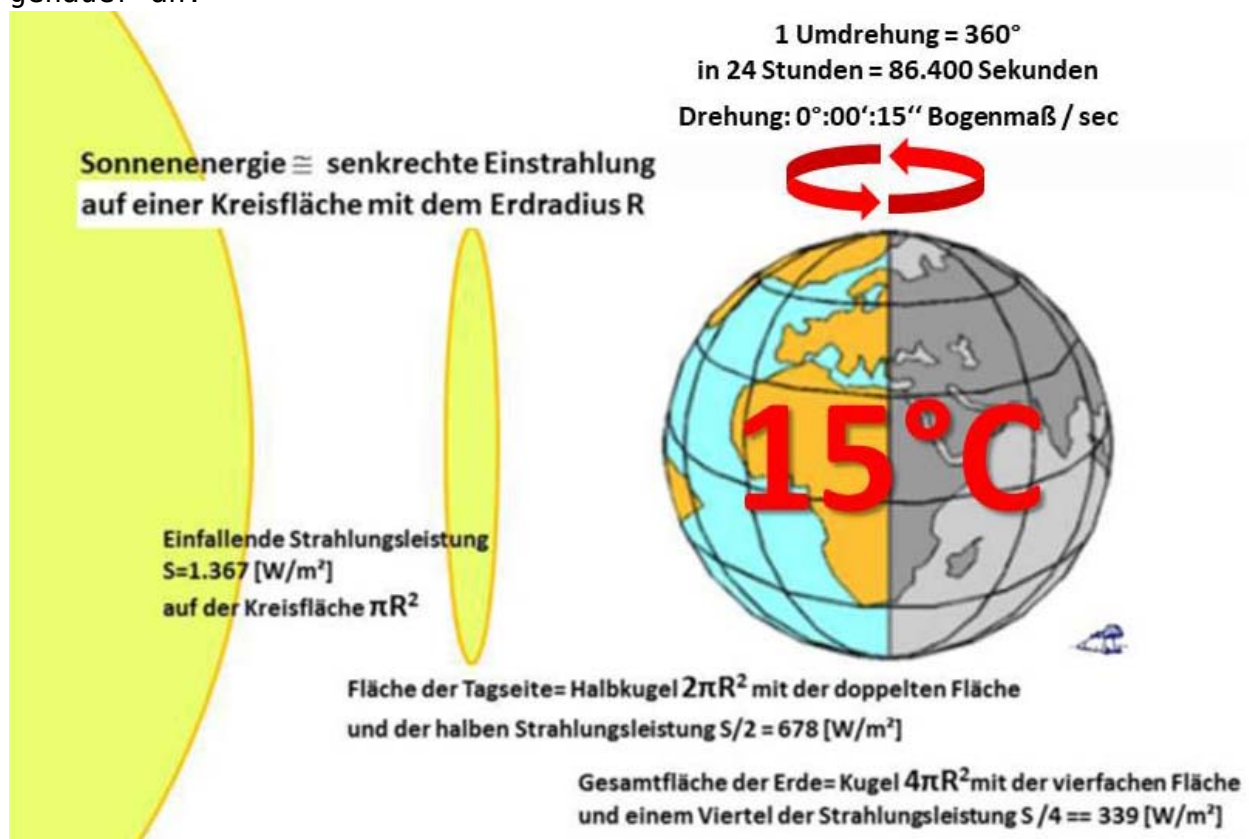 1 Umdrehung = 360°
in 24 Stunden = 86.400 Sekunden
Drehung: 0°:00‘:15‘‘ Bogenmaß / sec
Sonnenenergie ≅ senkrechte Einstrahlung
auf einer Kreisfläche mit dem Erdradius R
15°C
Einfallende Strahlungsleistung
S=1.367 [W/m²]
auf der Kreisfläche πR²
Fläche der Tagseite= Halbkugel 2πR² mit der doppelten Fläche
und der halben Strahlungsleistung S/2 = 678 [W/m²]
Gesamtfläche der Erde= Kugel 4πR² mit der vierfachen Fläche
und einem Viertel der Strahlungsleistung S /4 == 339 [W/m²]